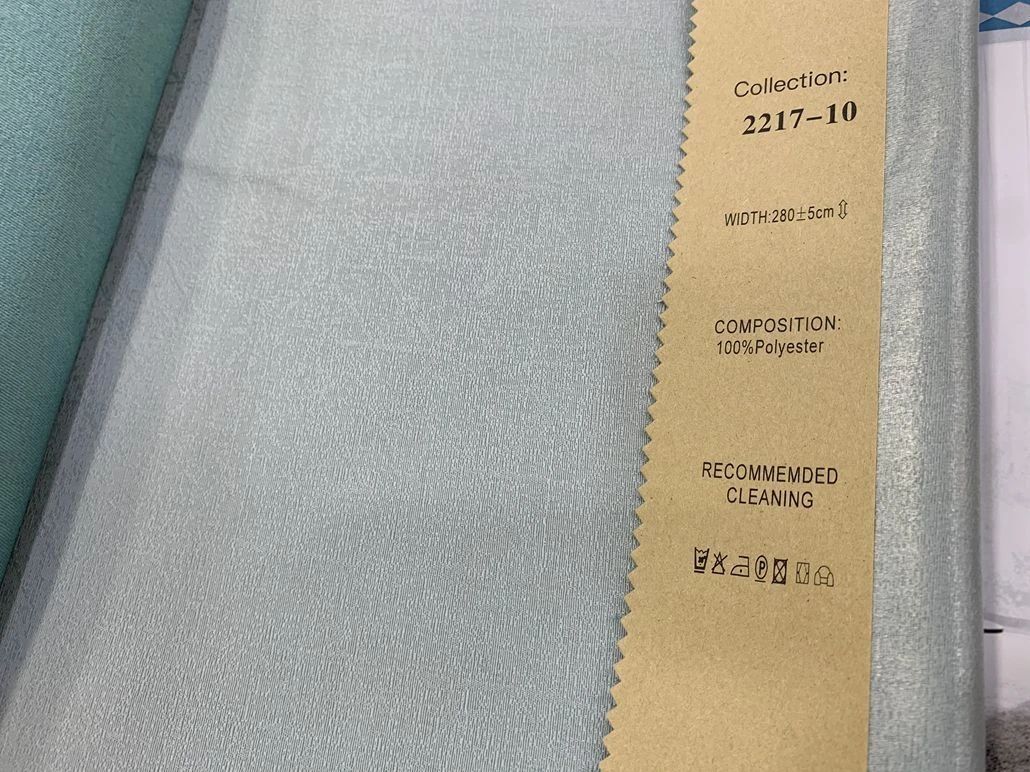 Collection:
2217-10
WIDTH:280±5cm⇳
COMPOSITION:
100%Polyester
RECOMMEMDED
CLEANING
P